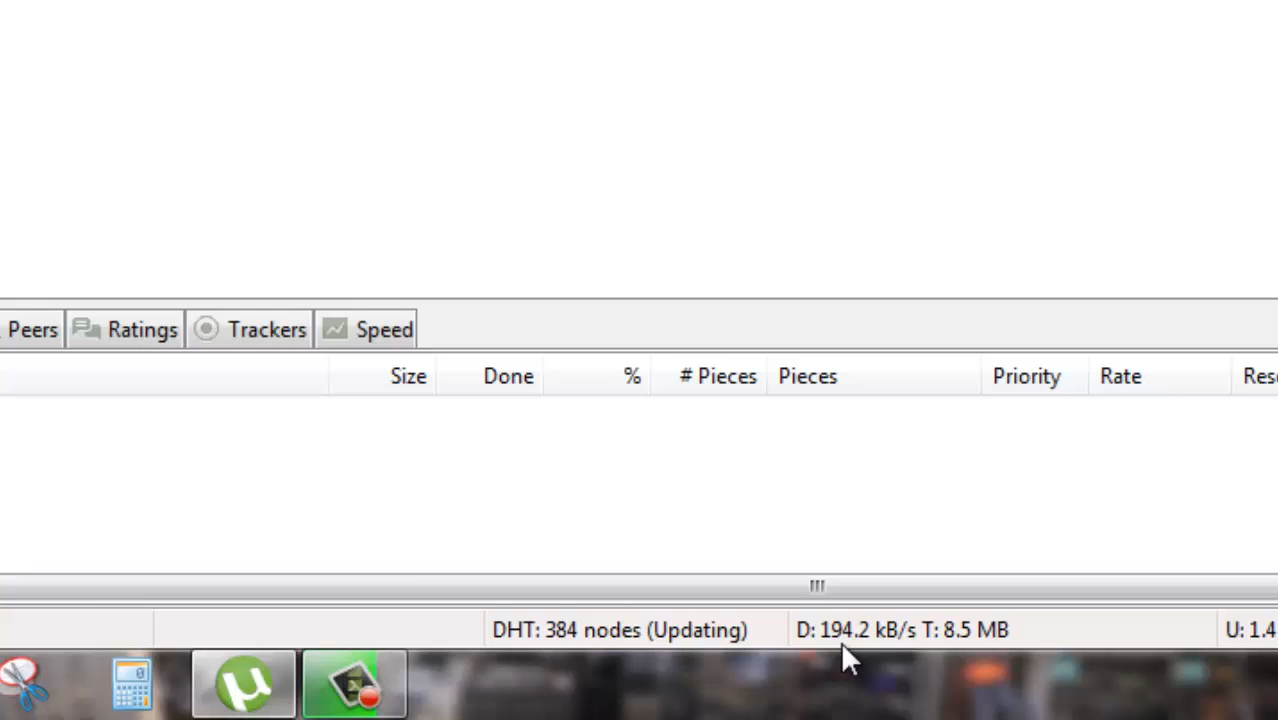 Peers Ratings Trackers Speed
Size Done % # Pieces Pieces Priority Rate
DHT: 384 nodes (Updating) D: 194.2 kB/s T: 8.5 MB U: 1.4